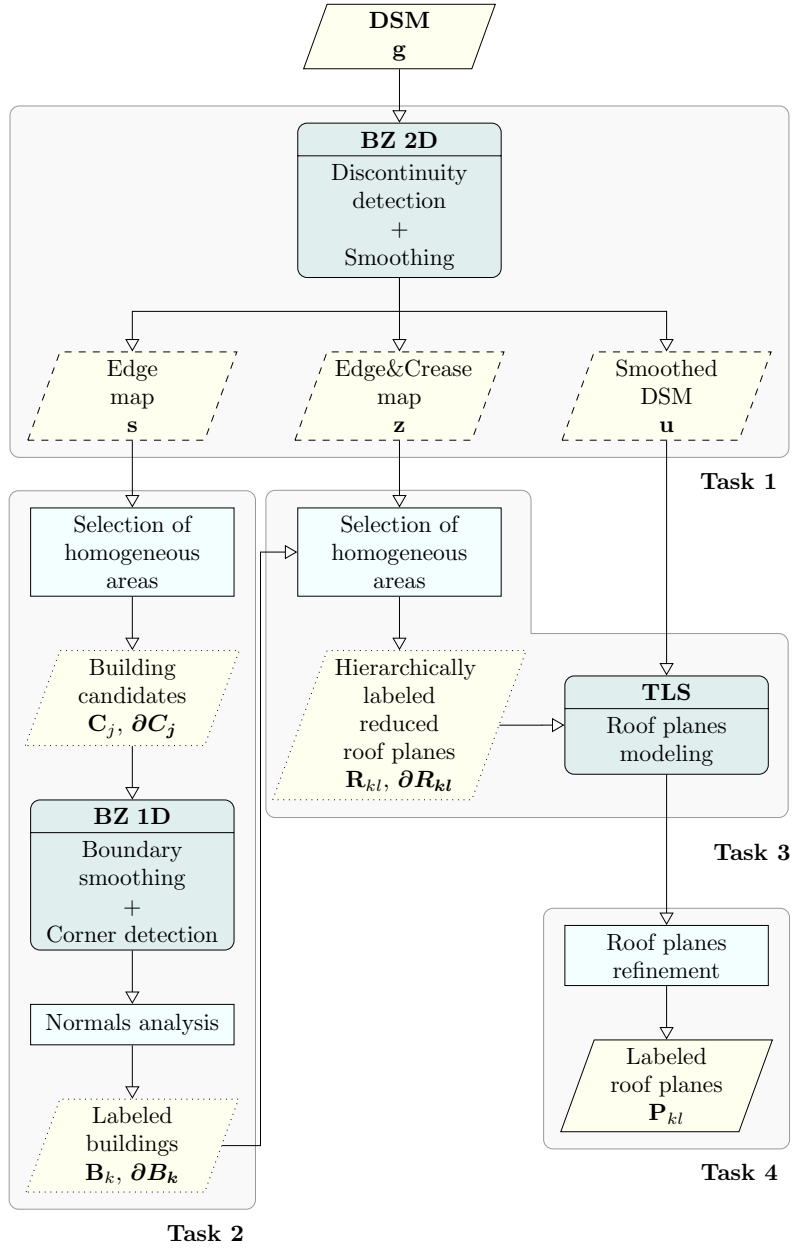 DSM
g
BZ 2D
Discontinuity
detection
+
Smoothing
Edge
map
s
Edge&Crease
map
z
Smoothed
DSM
u
Task 1
Selection of
homogeneous
areas
Building
candidates
C_j, ∂C_j
BZ 1D
Boundary
smoothing
+
Corner detection
Normals analysis
Labeled
buildings
B_k, ∂B_k
Task 2
Selection of
homogeneous
areas
Hierarchically
labeled
reduced
roof planes
R_kl, ∂R_kl
TLS
Roof planes
modeling
Task 3
Roof planes
refinement
Labeled
roof planes
P_kl
Task 4